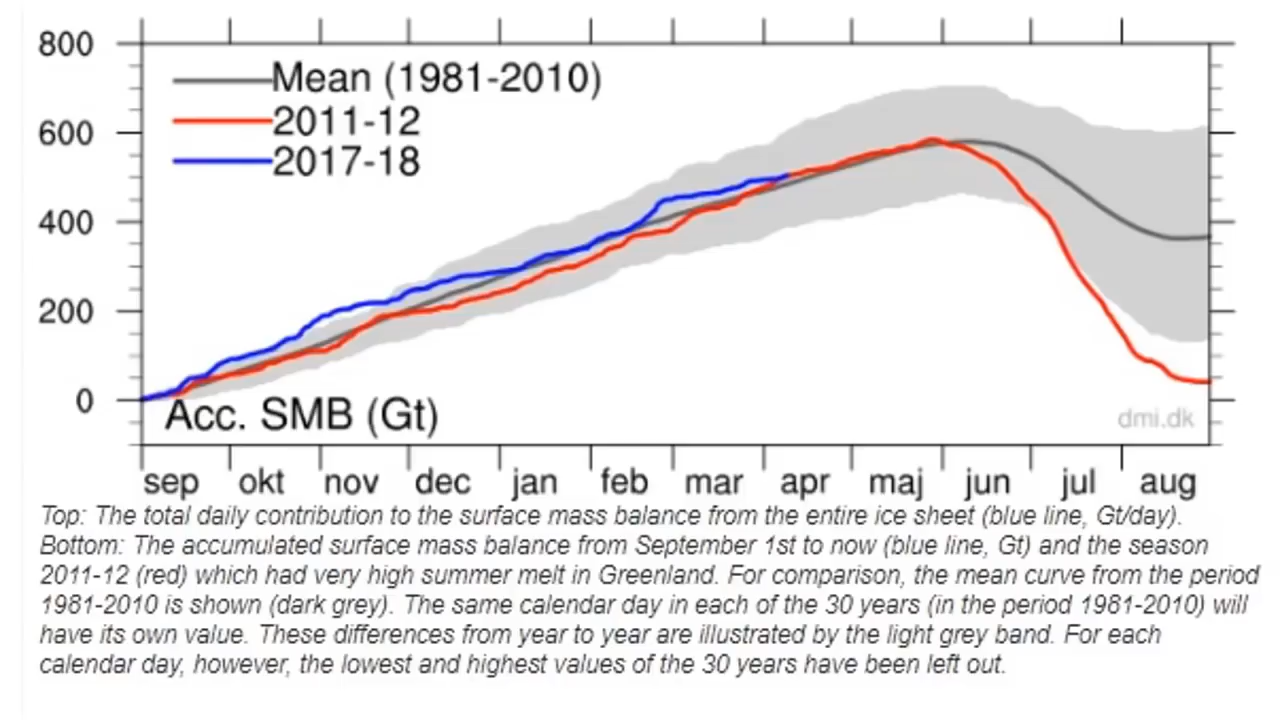 800
Mean (1981-2010)
2011-12
600
2017-18
400
200
0
Acc. SMB (Gt)
dmi.dk
sep okt nov dec jan feb mar apr maj jun jul aug
Top: The total daily contribution to the surface mass balance from the entire ice sheet (blue line, Gt/day).
Bottom: The accumulated surface mass balance from September 1st to now (blue line, Gt) and the season
2011-12 (red) which had very high summer melt in Greenland. For comparison, the mean curve from the period
1981-2010 is shown (dark grey). The same calendar day in each of the 30 years (in the period 1981-2010) will
have its own value. These differences from year to year are illustrated by the light grey band. For each
calendar day, however, the lowest and highest values of the 30 years have been left out.